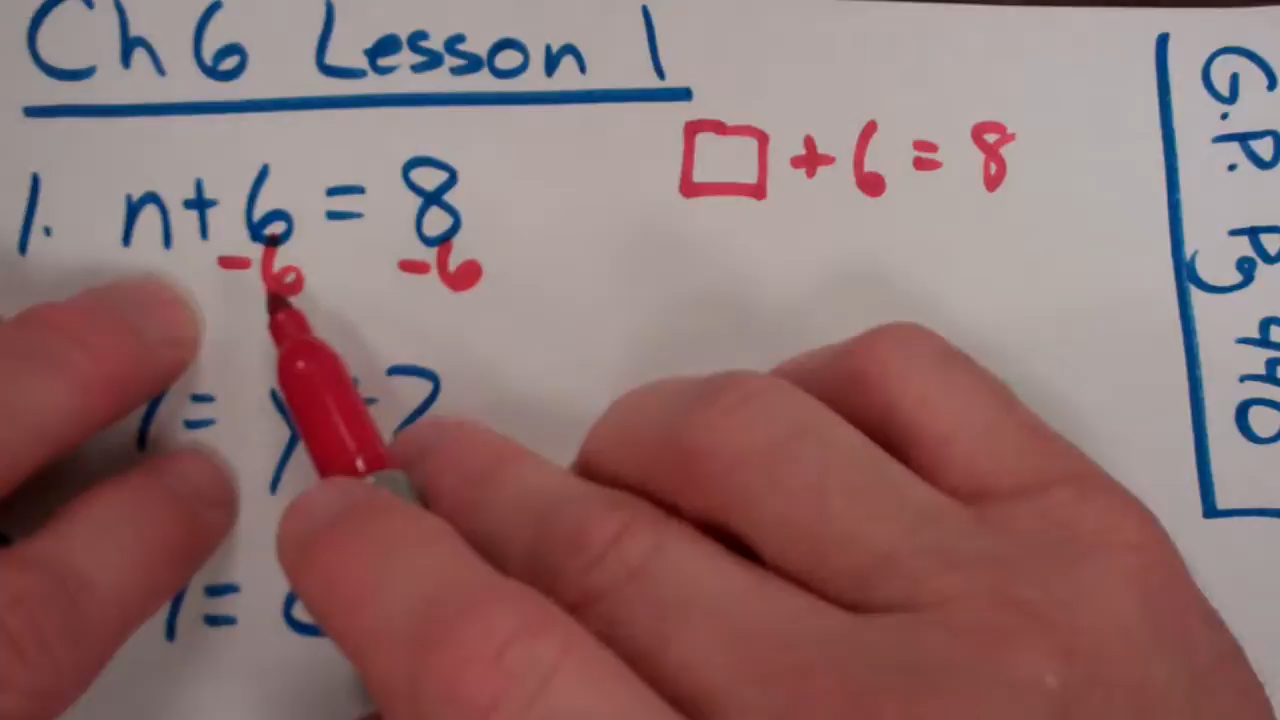 Ch 6 Lesson 1
□ + 6 = 8
1. n + 6 = 8
-6 -6
G.P. Pg 440